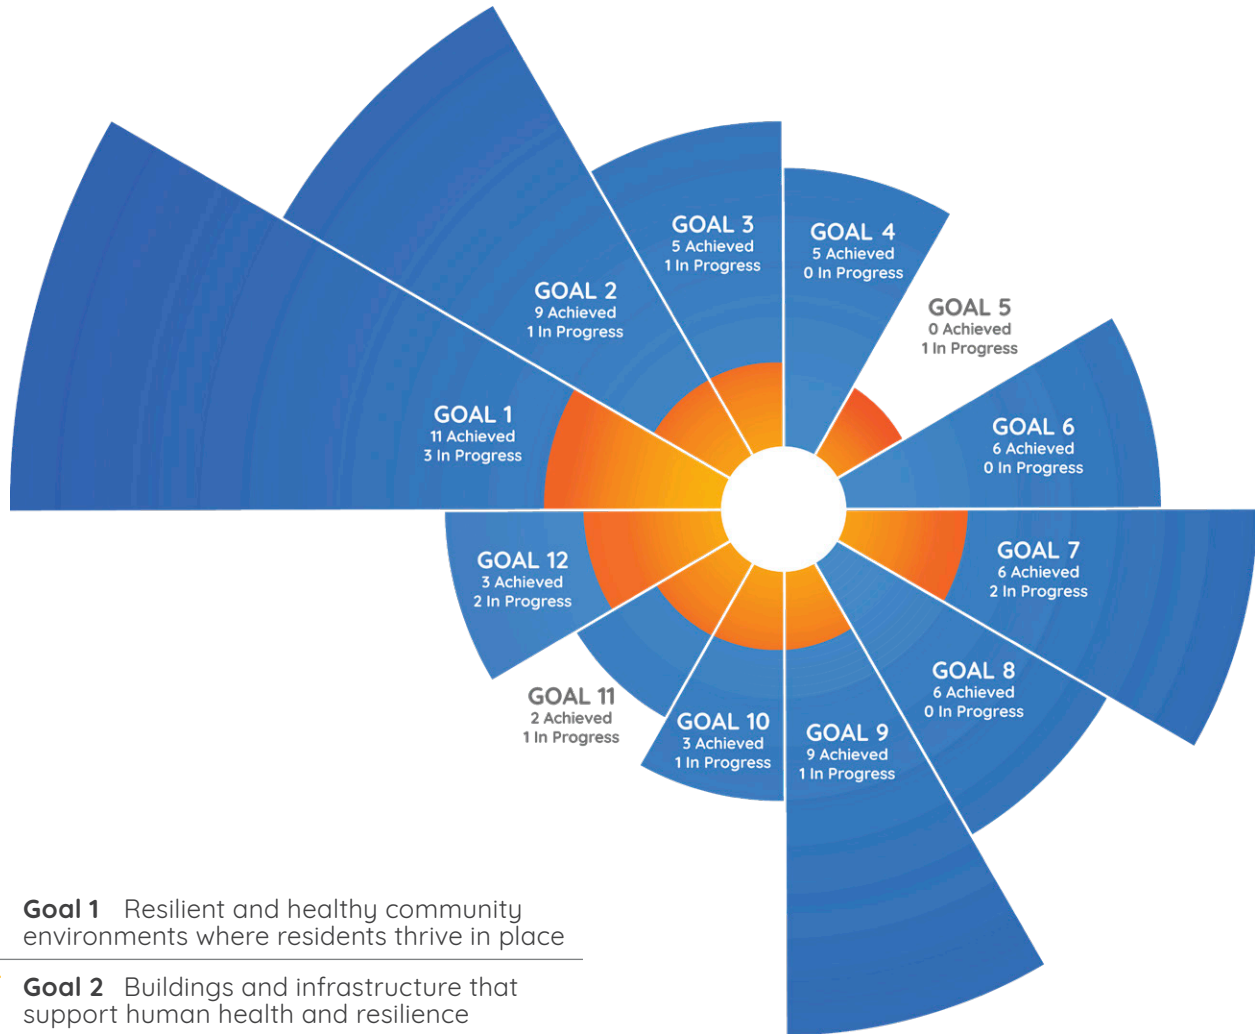 GOAL 1
11 Achieved
3 In Progress
GOAL 2
9 Achieved
1 In Progress
GOAL 3
5 Achieved
1 In Progress
GOAL 4
5 Achieved
0 In Progress
GOAL 5
0 Achieved
1 In Progress
GOAL 6
6 Achieved
0 In Progress
GOAL 7
6 Achieved
2 In Progress
GOAL 8
6 Achieved
0 In Progress
GOAL 9
9 Achieved
1 In Progress
GOAL 10
3 Achieved
1 In Progress
GOAL 11
2 Achieved
1 In Progress
GOAL 12
3 Achieved
2 In Progress
Goal 1 Resilient and healthy community
environments where residents thrive in place
Goal 2 Buildings and infrastructure that
support human health and resilience